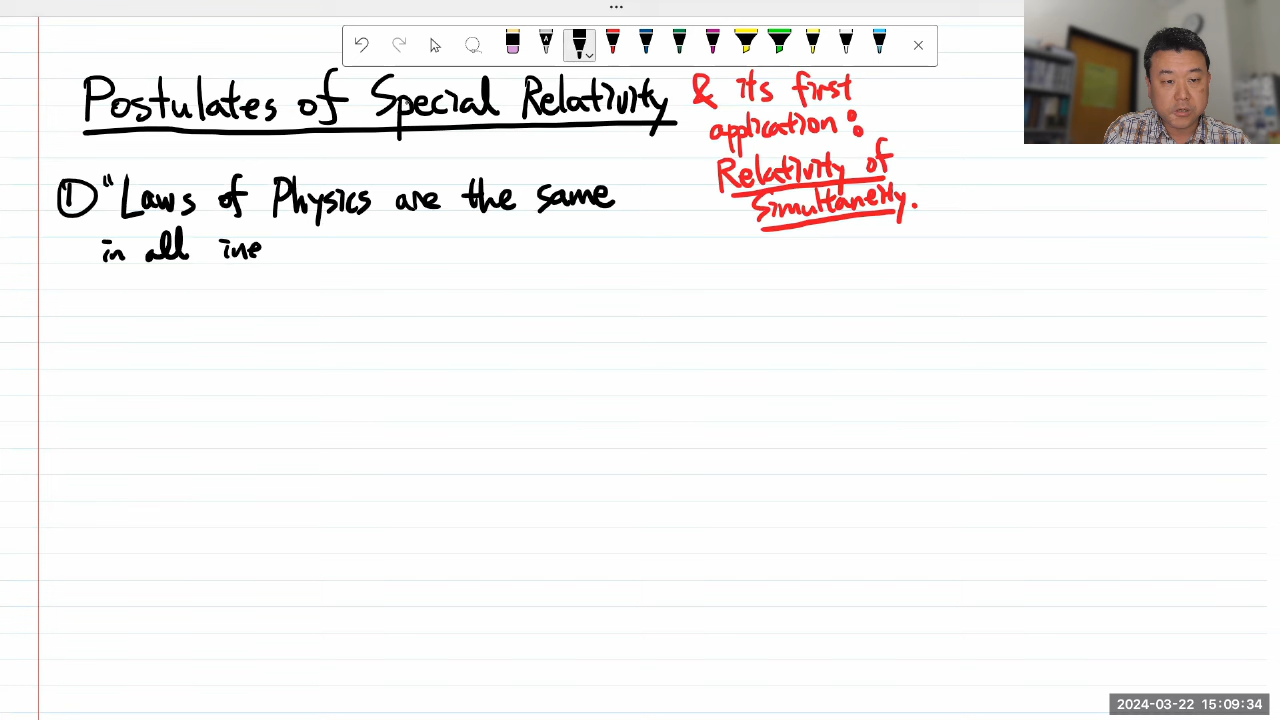 Postulates of Special Relativity
& its first
application:
Relativity of
Simultaneity.
① "Laws of Physics are the same
in all ine
2024-03-22 15:09:34